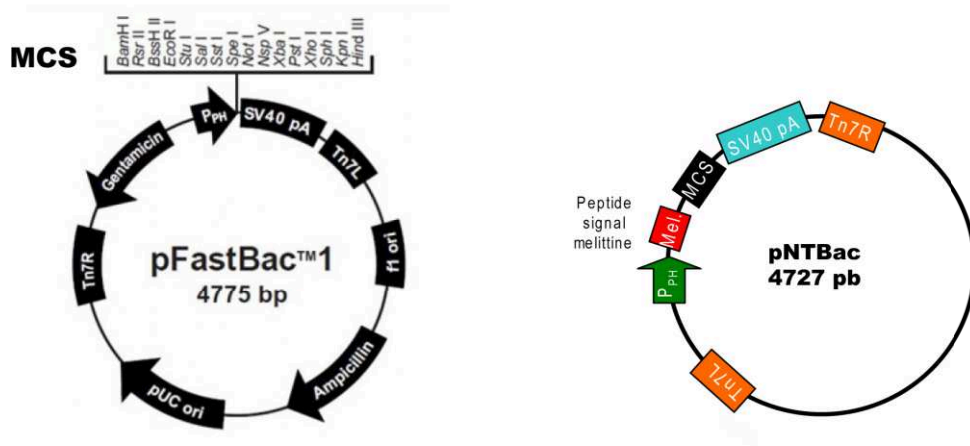 MCS
BamH I
Rsr II
BssH II
EcoR I
Stu I
Sal I
Sst I
Spe I
Not I
Nsp V
Xba I
Pst I
Xho I
Sph I
Kpn I
Hind III
PPH
SV40 pA
Tn7L
f1 ori
Ampicillin
pUC ori
Tn7R
Gentamicin
pFastBac™1
4775 bp
SV40 pA
Tn7R
MCS
Mel.
Peptide
signal
melittine
PPH
Tn7L
pNTBac
4727 pb